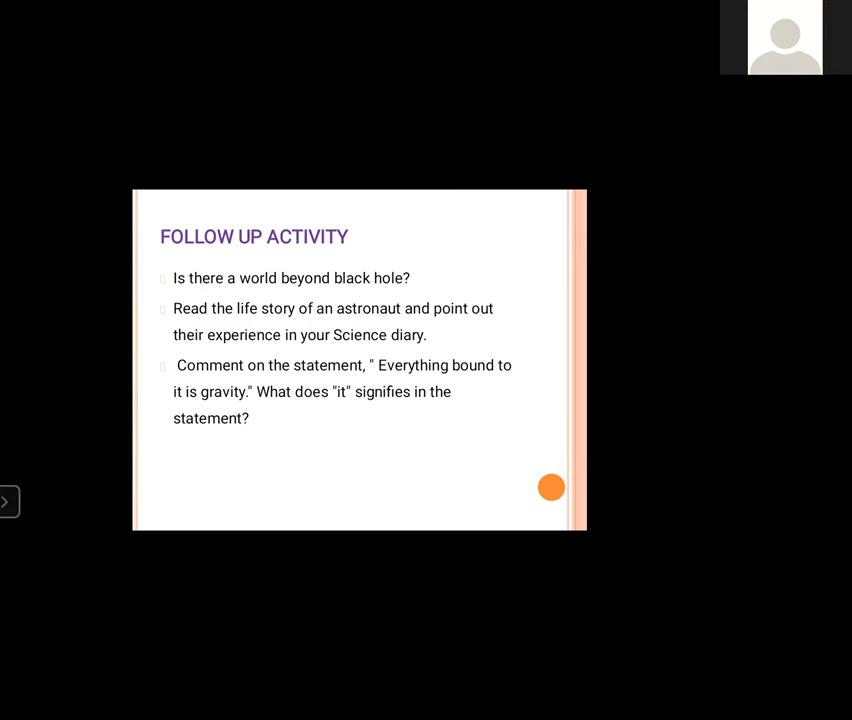 FOLLOW UP ACTIVITY
Is there a world beyond black hole?
Read the life story of an astronaut and point out
their experience in your Science diary.
Comment on the statement, " Everything bound to
it is gravity." What does "it" signifies in the
statement?